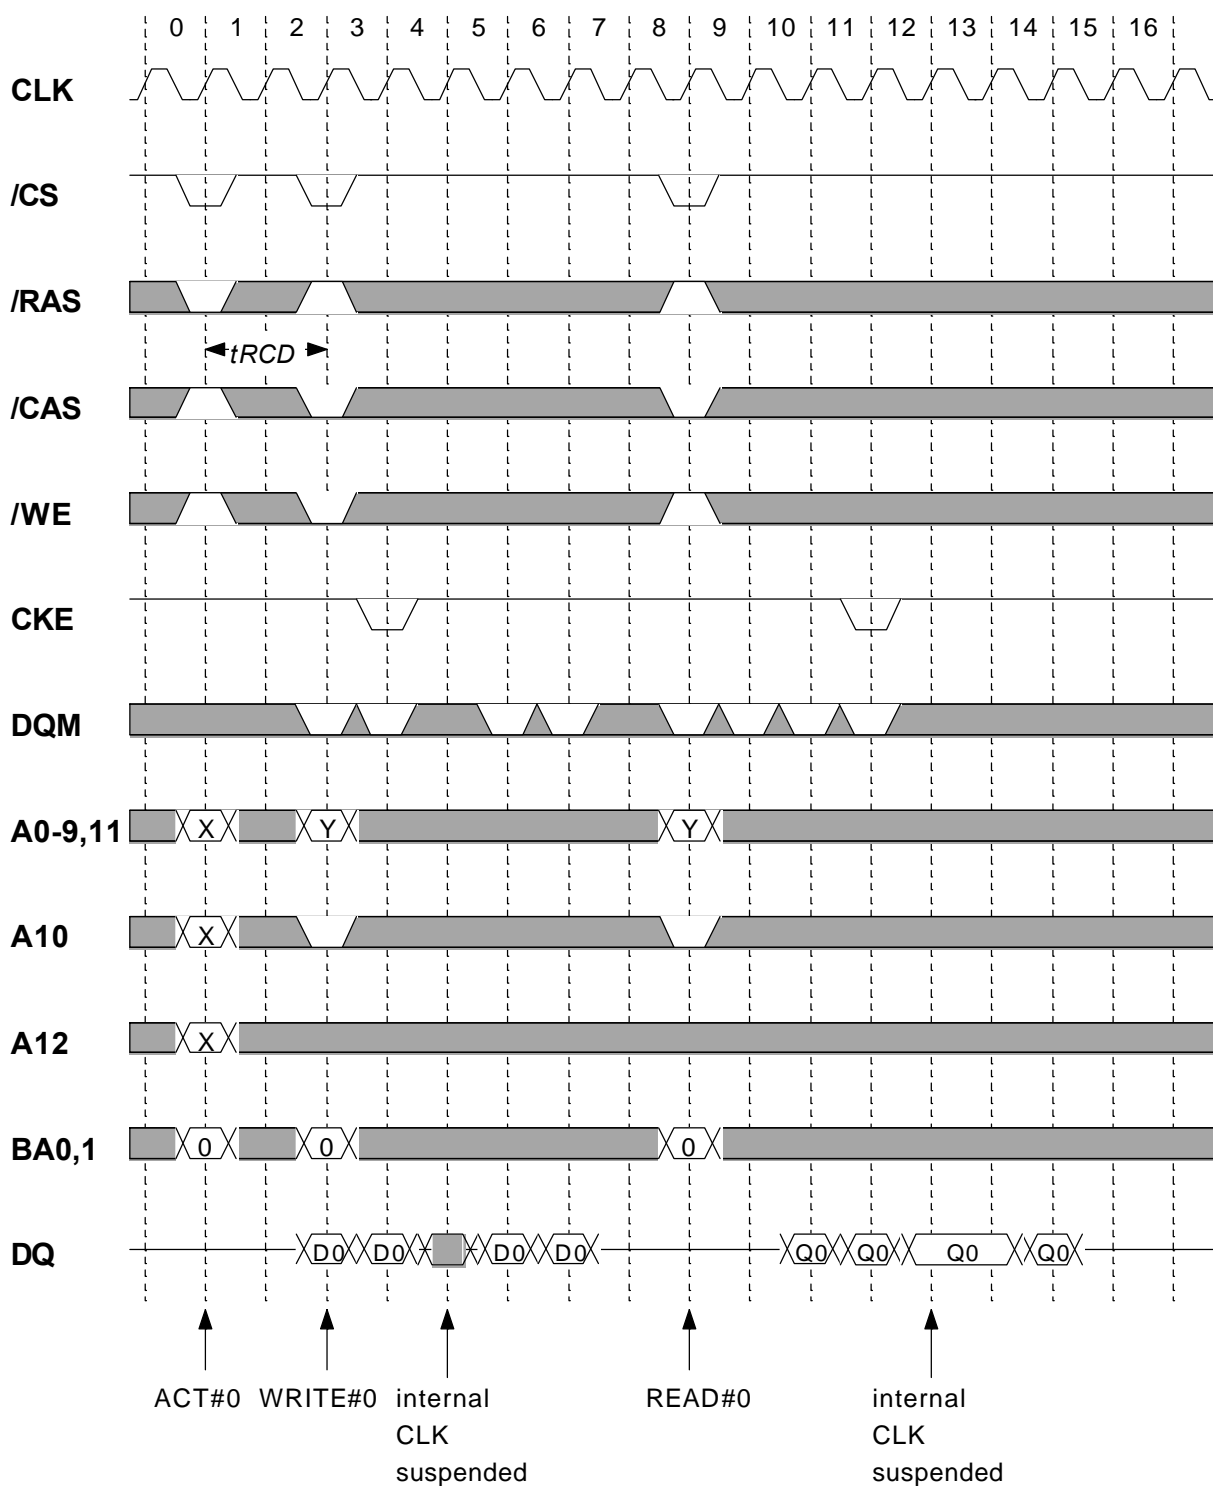 0 1 2 3 4 5 6 7 8 9 10 11 12 13 14 15 16
CLK
/CS
/RAS
tRCD
/CAS
/WE
CKE
DQM
A0-9,11 X Y Y
A10 X
A12 X
BA0,1 0 0 0
DQ D0 D0 D0 D0 Q0 Q0 Q0 Q0
ACT#0 WRITE#0 internal READ#0 internal
CLK CLK
suspended suspended